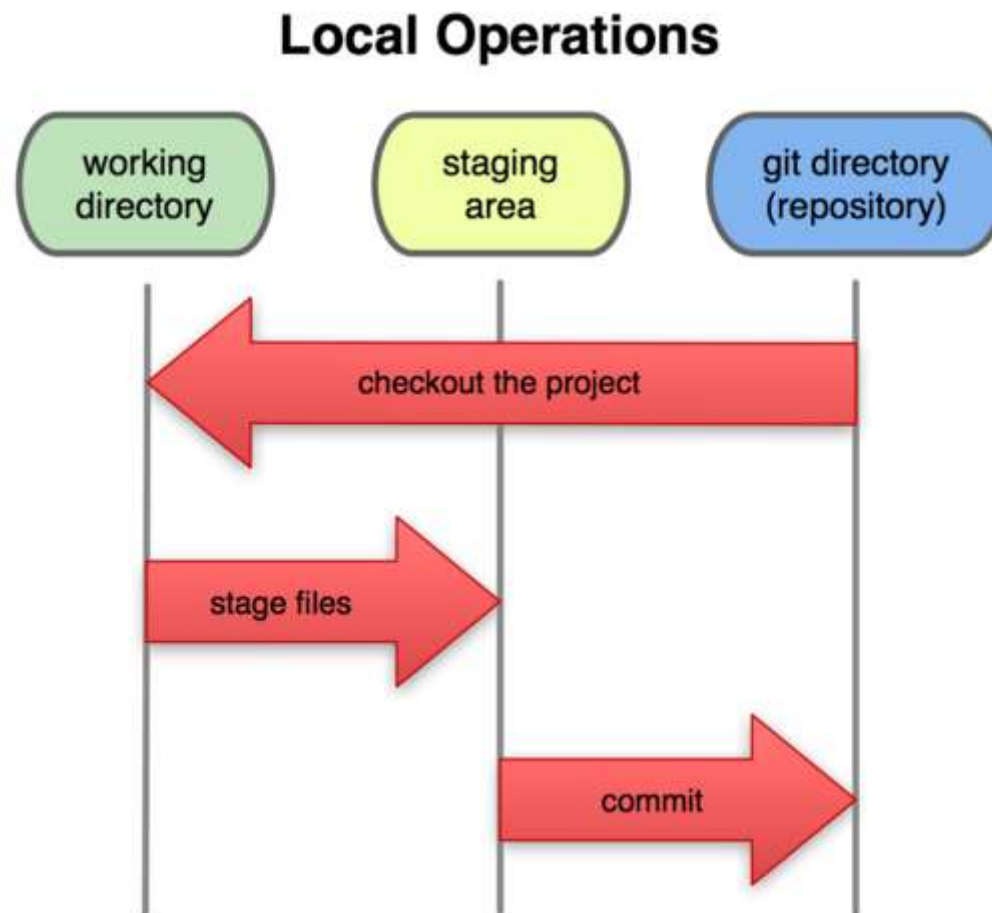 Local Operations
working
directory
staging
area
git directory
(repository)
checkout the project
stage files
commit